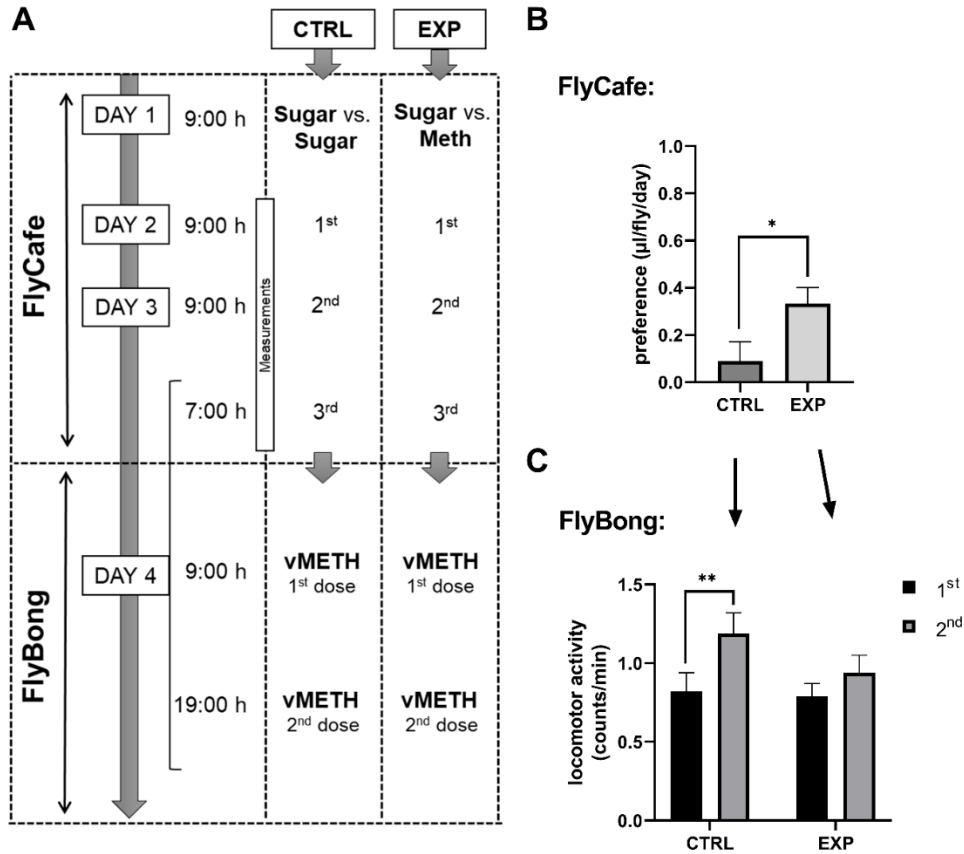 A
CTRL
EXP
FlyCafe
DAY 1
9:00 h
Sugar vs.
Sugar
Sugar vs.
Meth
DAY 2
9:00 h
1st
1st
DAY 3
9:00 h
2nd
2nd
Measurements
7:00 h
3rd
3rd
FlyBong
DAY 4
9:00 h
vMETH
1st dose
vMETH
1st dose
19:00 h
vMETH
2nd dose
vMETH
2nd dose
B
FlyCafe:
preference (µl/fly/day)
1.0
0.8
0.6
0.4
0.2
0.0
*
CTRL
EXP
C
FlyBong:
locomotor activity
(counts/min)
1.5
1.0
0.5
0.0
**
1st
2nd
CTRL
EXP